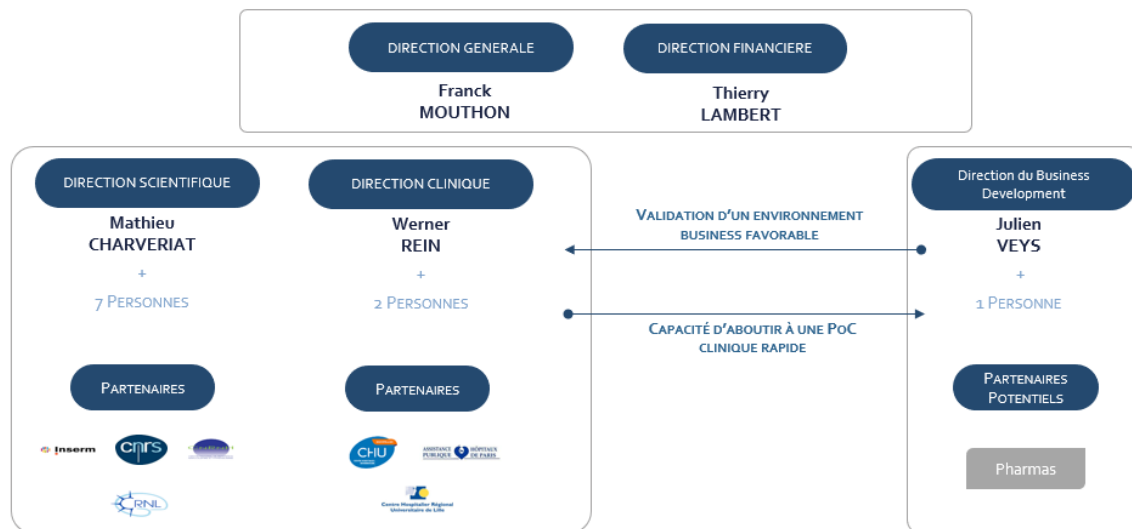 DIRECTION GENERALE
DIRECTION FINANCIERE
Franck
MOUTHON
Thierry
LAMBERT
DIRECTION SCIENTIFIQUE
Mathieu
CHARVERIAT
+
7 PERSONNES
DIRECTION CLINIQUE
Werner
REIN
+
2 PERSONNES
VALIDATION D'UN ENVIRONNEMENT
BUSINESS FAVORABLE
CAPACITÉ D'ABOUTIR À UNE POC
CLINIQUE RAPIDE
Direction du Business
Development
Julien
VEYS
+
1 PERSONNE
PARTENAIRES
Inserm
cnrs
CRNL
PARTENAIRES
CHU
ASSISTANCE
PUBLIQUE
HÔPITAUX
DE PARIS
Centre Hospitalier Régional
Universitaire de Lille
PARTENAIRES
POTENTIELS
Pharmas